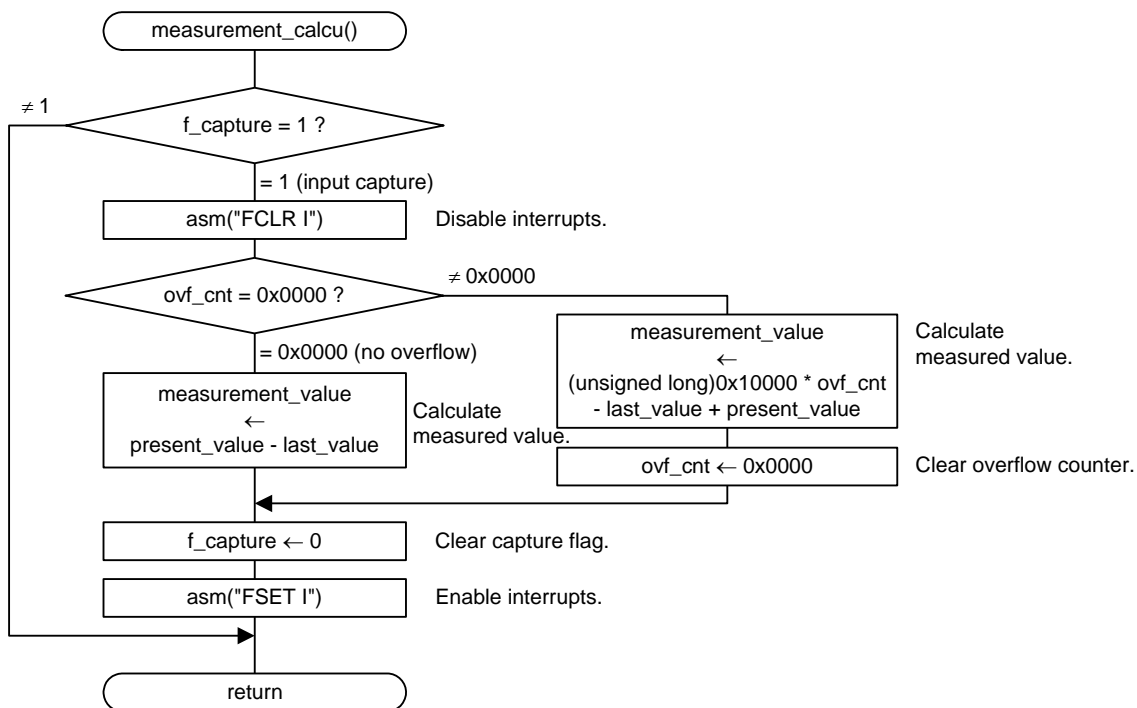 measurement_calcu()
≠ 1
f_capture = 1 ?
= 1 (input capture)
asm("FCLR I")
Disable interrupts.
≠ 0x0000
ovf_cnt = 0x0000 ?
= 0x0000 (no overflow)
measurement_value
←
(unsigned long)0x10000 * ovf_cnt
- last_value + present_value
Calculate
measured value.
measurement_value
←
present_value - last_value
Calculate
measured value.
ovf_cnt ← 0x0000
Clear overflow counter.
f_capture ← 0
Clear capture flag.
asm("FSET I")
Enable interrupts.
return